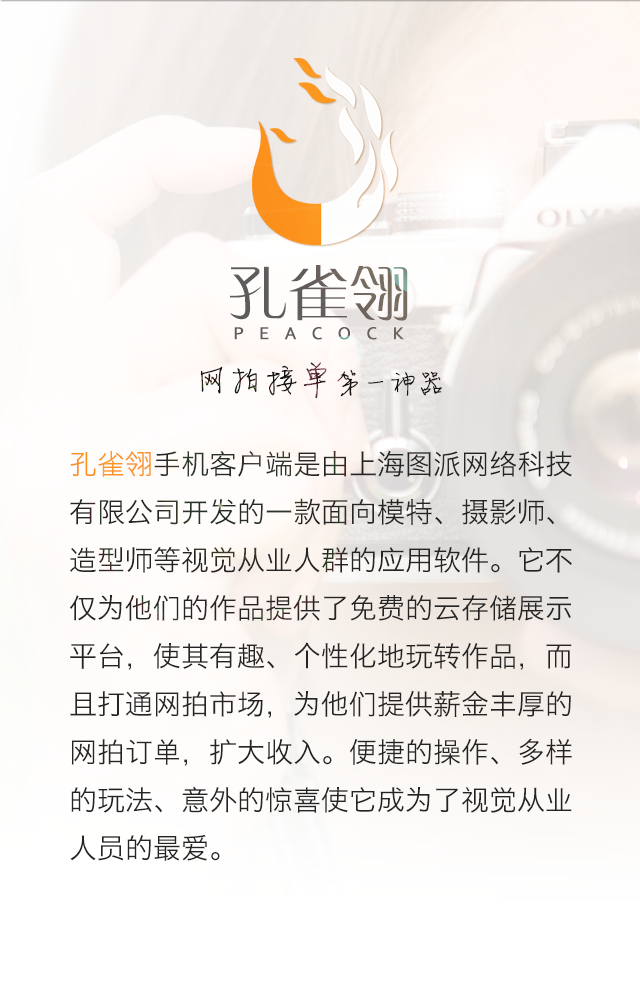 OLYM
孔雀翎
PEACOCK
网拍接单第一神器
孔雀翎手机客户端是由上海图派网络科技
有限公司开发的一款面向模特、摄影师、
造型师等视觉从业人群的应用软件。它不
仅为他们的作品提供了免费的云存储展示
平台，使其有趣、个性化地玩转作品，而
且打通网拍市场，为他们提供薪金丰厚的
网拍订单，扩大收入。便捷的操作、多样
的玩法、意外的惊喜使它成为了视觉从业
人员的最爱。